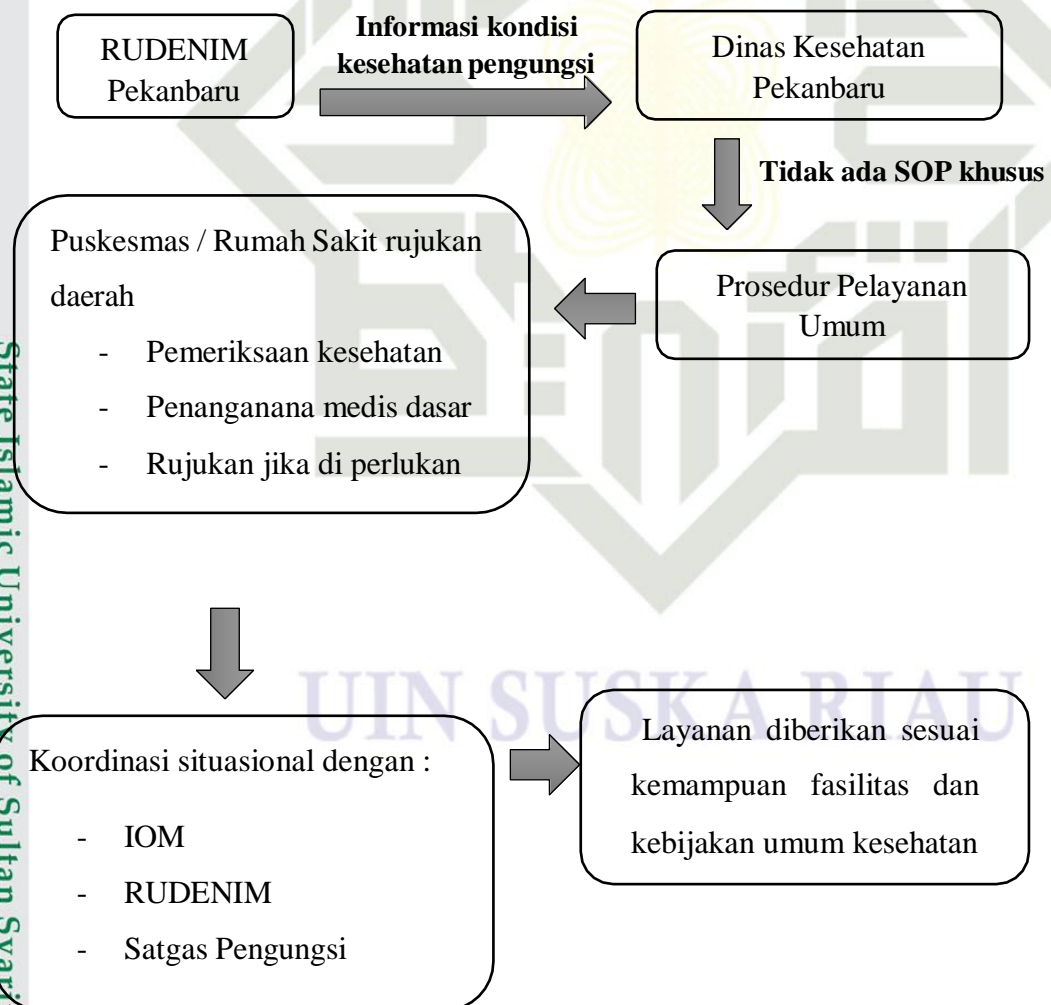 RUDENIM
Pekanbaru
Informasi kondisi
kesehatan pengungsi
Dinas Kesehatan
Pekanbaru
Tidak ada SOP khusus
Prosedur Pelayanan
Umum
Puskesmas / Rumah Sakit rujukan
daerah
- Pemeriksaan kesehatan
- Penanganana medis dasar
- Rujukan jika di perlukan
Koordinasi situasional dengan :
- IOM
- RUDENIM
- Satgas Pengungsi
Layanan diberikan sesuai
kemampuan fasilitas dan
kebijakan umum kesehatan
UIN SUSKA RIAU
State Islamic University of Sultan Syari